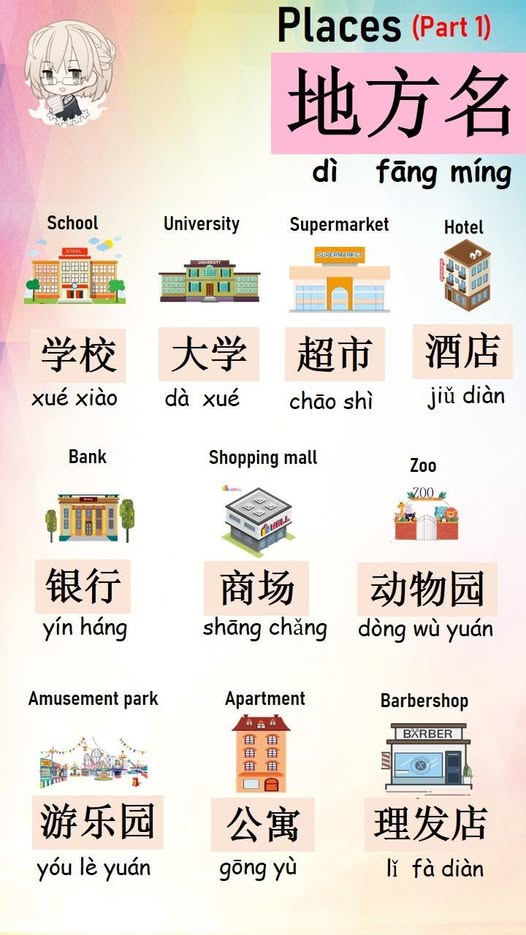 Places (Part 1)
地方名
dì fāng míng
School University Supermarket Hotel
SCHOOL UNIVERSITY SUPERMARKET
学校 大学 超市 酒店
xué xiào dà xué chāo shì jiǔ diàn
Bank Shopping mall Zoo
ZOO
银行 商场 动物园
yín háng shāng chǎng dòng wù yuán
Amusement park Apartment Barbershop
BARBER
游乐园 公寓 理发店
yóu lè yuán gōng yù lǐ fà diàn